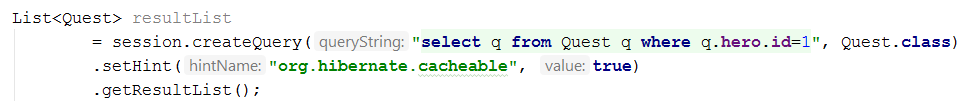 List<Quest> resultList
= session.createQuery( queryString: "select q from Quest q where q.hero.id=1", Quest.class)
.setHint( hintName: "org.hibernate.cacheable", value: true)
.getResultList();